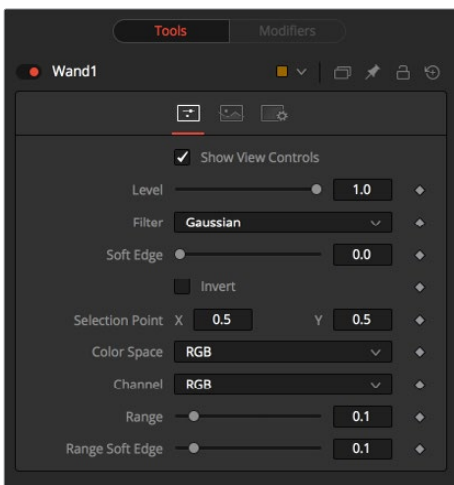 Tools Modifiers
Wand1
Show View Controls
Level 1.0
Filter Gaussian
Soft Edge 0.0
Invert
Selection Point X 0.5 Y 0.5
Color Space RGB
Channel RGB
Range 0.1
Range Soft Edge 0.1